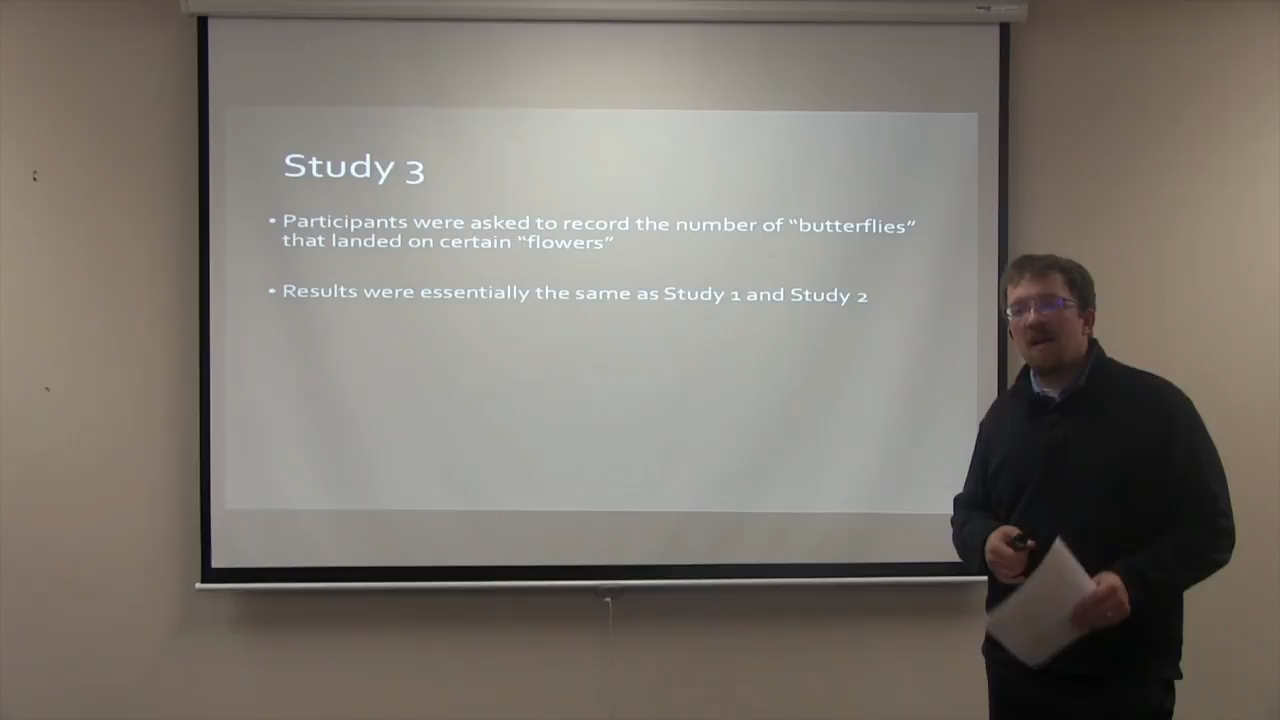 Study 3
• Participants were asked to record the number of “butterflies”
that landed on certain “flowers”
• Results were essentially the same as Study 1 and Study 2